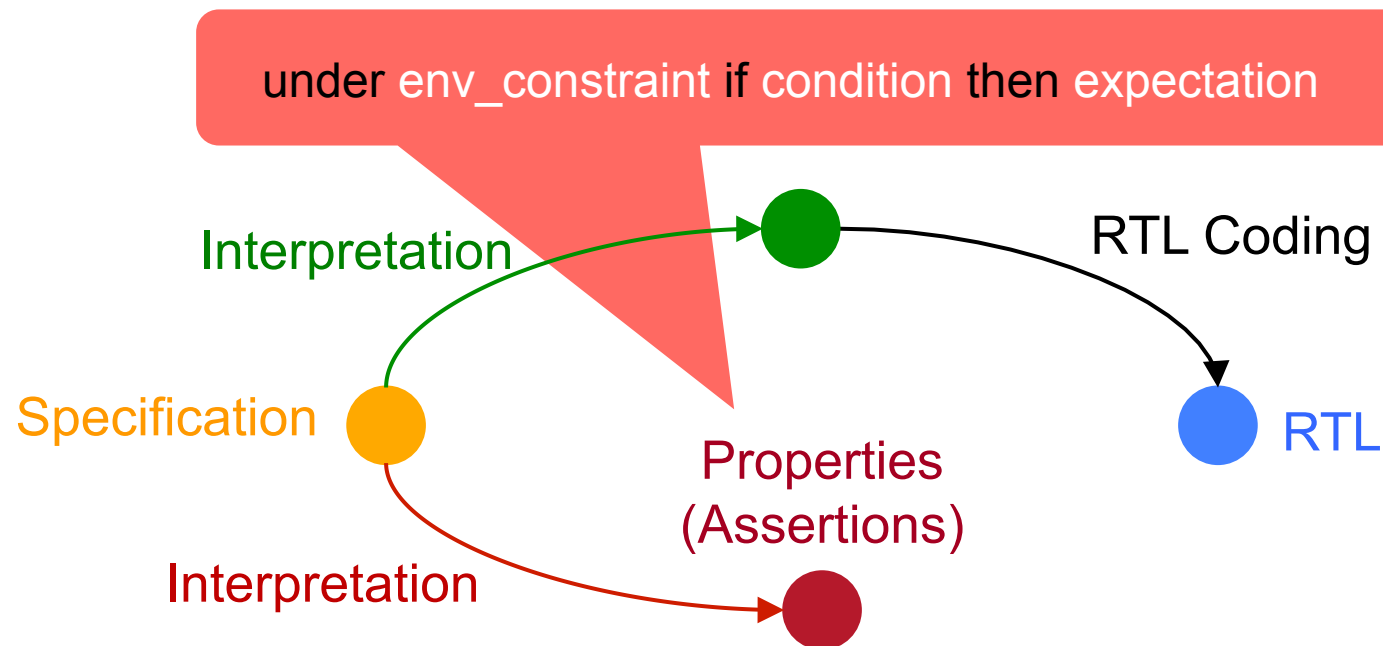 under env_constraint if condition then expectation
Interpretation
RTL Coding
Specification
RTL
Properties
(Assertions)
Interpretation